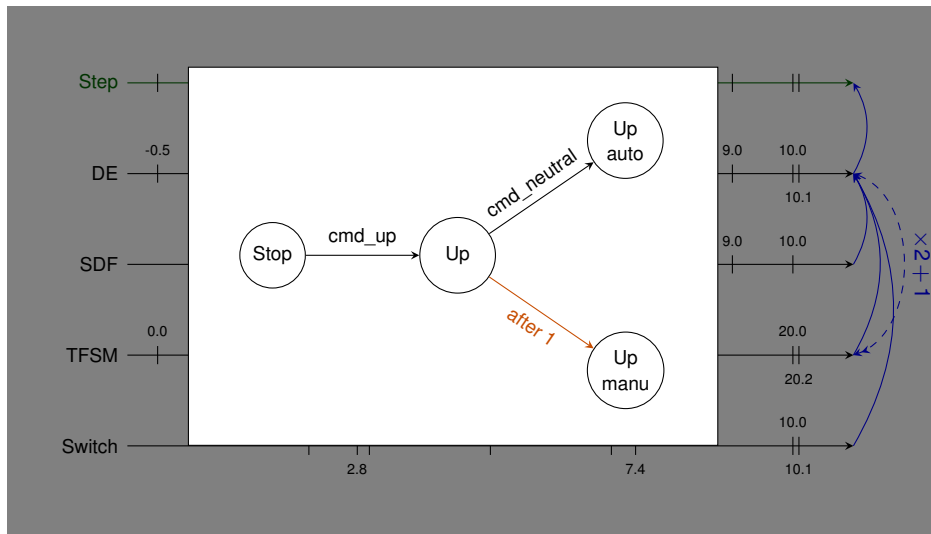 Step
-0.5
9.0
10.0
DE
10.1
SDF
9.0
10.0
0.0
20.0
TFSM
20.2
10.0
Switch
2.8
7.4
10.1
×2+1
Up
auto
cmd_neutral
cmd_up
Stop
Up
after 1
Up
manu